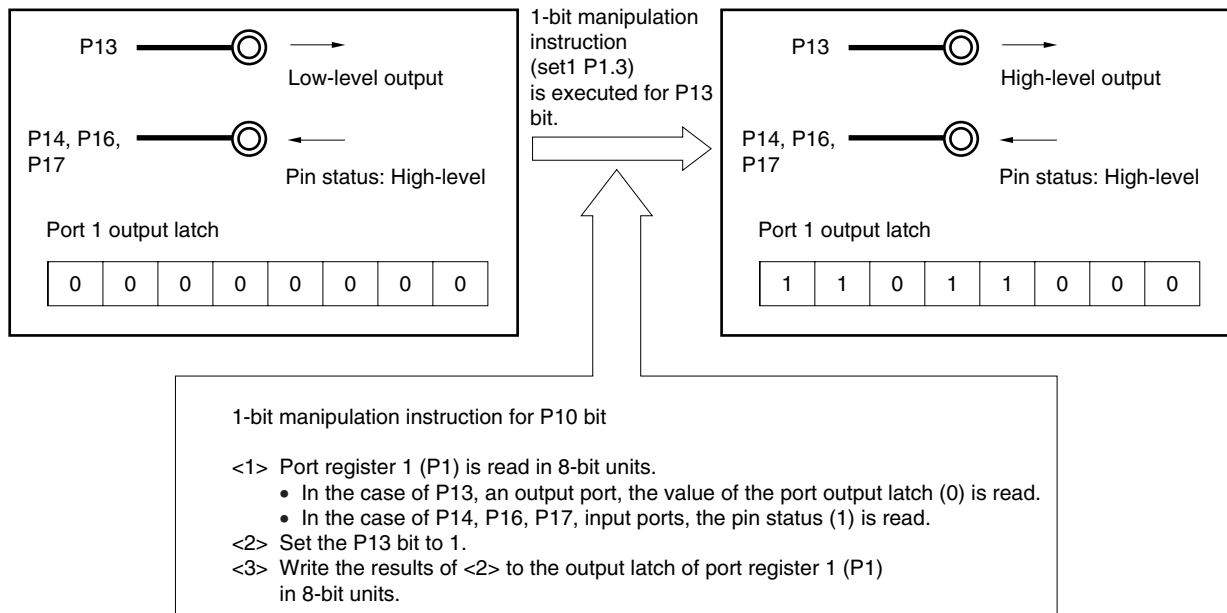 P13
Low-level output
P14, P16,
P17
Pin status: High-level
Port 1 output latch
0 0 0 0 0 0 0 0
1-bit manipulation
instruction
(set1 P1.3)
is executed for P13
bit.
P13
High-level output
P14, P16,
P17
Pin status: High-level
Port 1 output latch
1 1 0 1 1 0 0 0
1-bit manipulation instruction for P10 bit
<1> Port register 1 (P1) is read in 8-bit units.
• In the case of P13, an output port, the value of the port output latch (0) is read.
• In the case of P14, P16, P17, input ports, the pin status (1) is read.
<2> Set the P13 bit to 1.
<3> Write the results of <2> to the output latch of port register 1 (P1)
in 8-bit units.